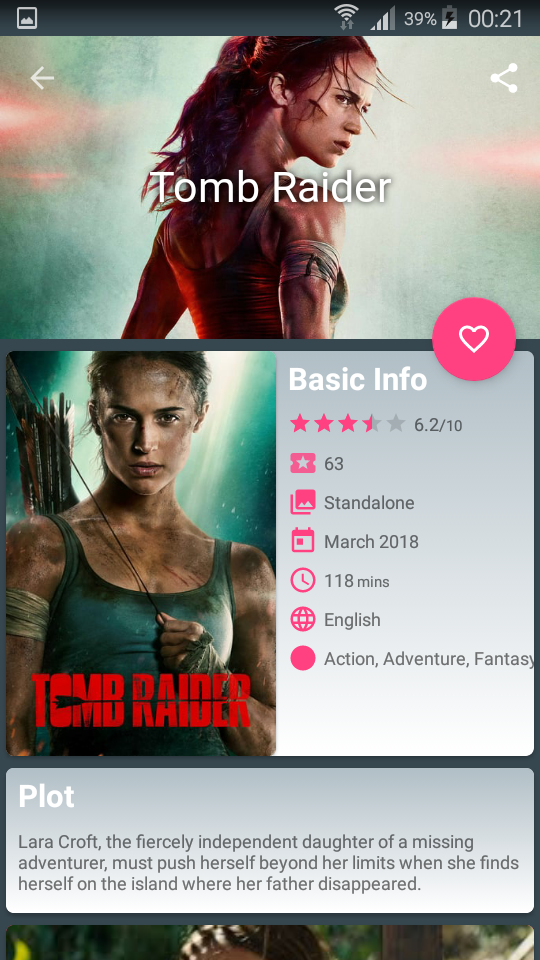 39% 00:21
Tomb Raider
Basic Info
6.2/10
63
Standalone
March 2018
118 mins
English
Action, Adventure, Fantasy
TOMB RAIDER
Plot
Lara Croft, the fiercely independent daughter of a missing
adventurer, must push herself beyond her limits when she finds
herself on the island where her father disappeared.